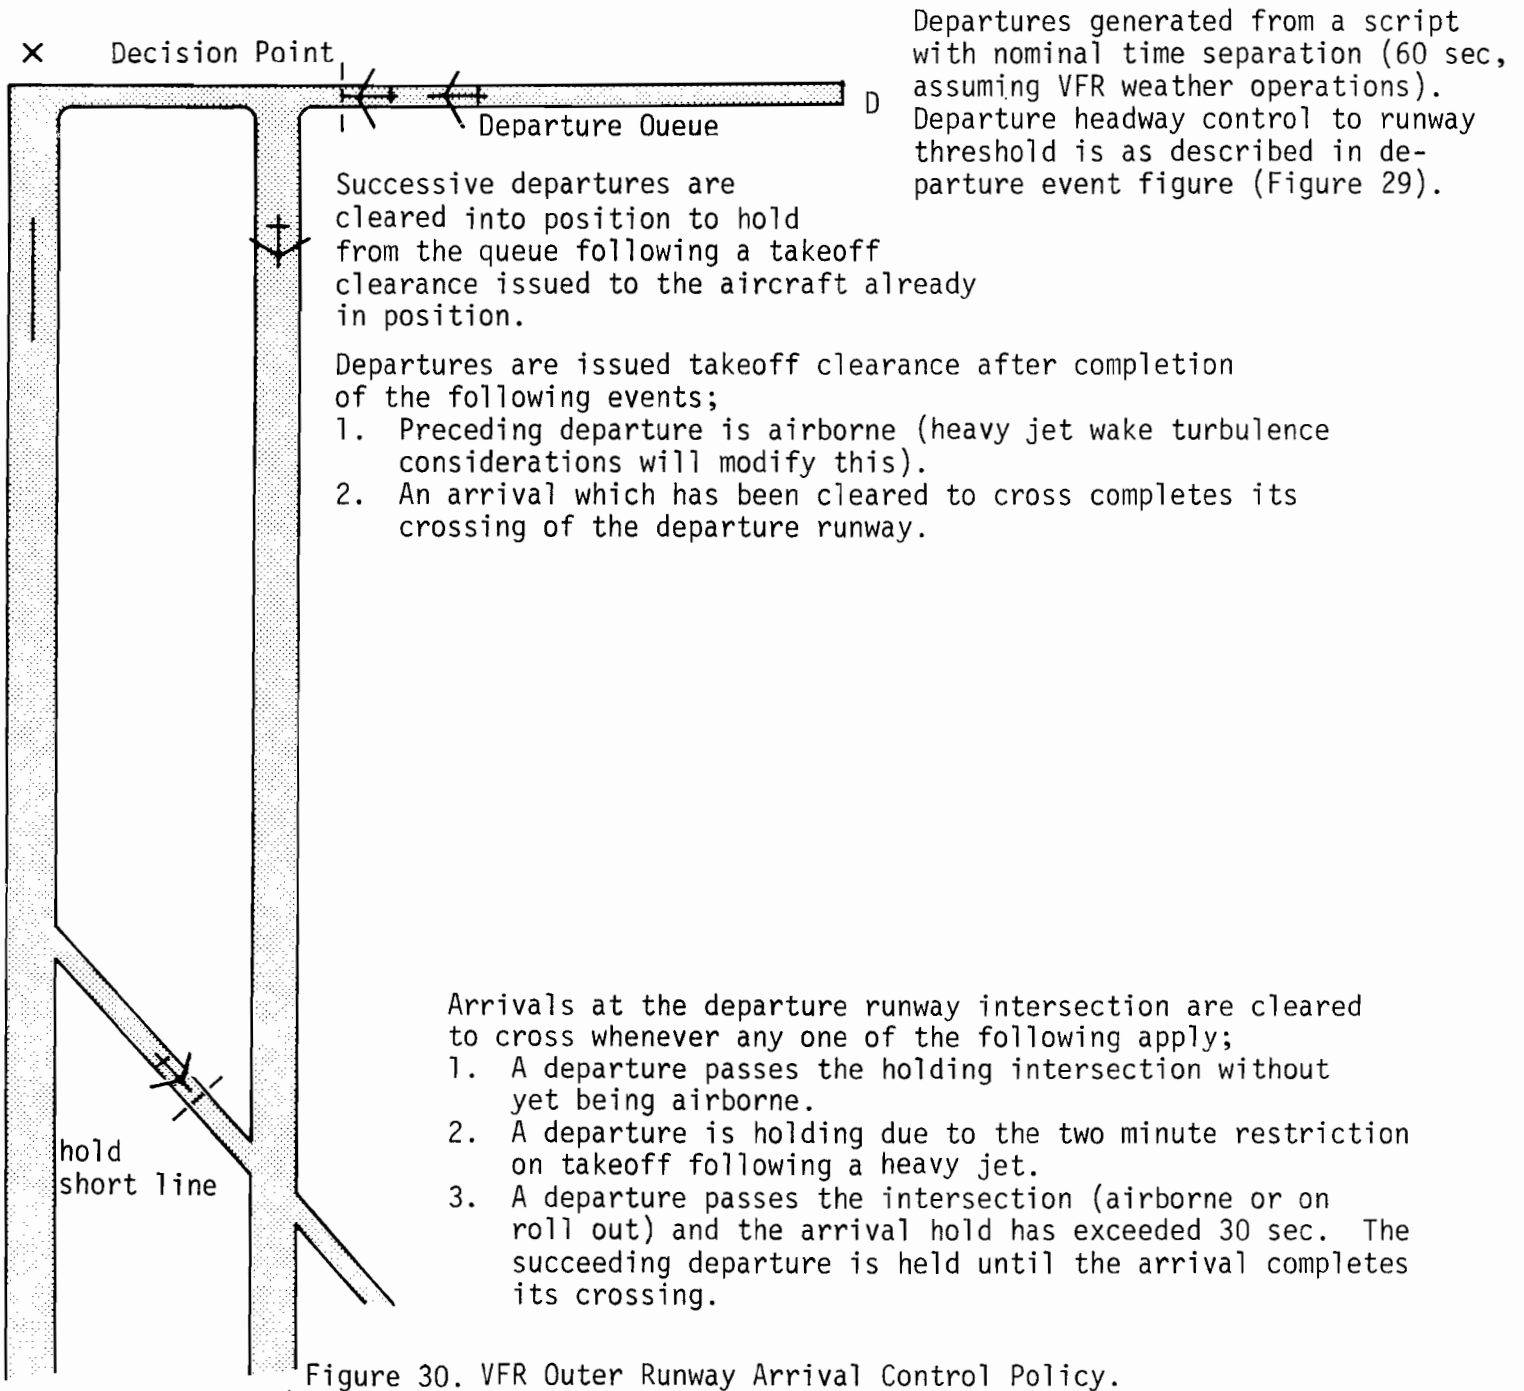 Departures generated from a script
with nominal time separation (60 sec,
assuming VFR weather operations).
Departure headway control to runway
threshold is as described in de-
parture event figure (Figure 29).
X Decision Point
D
Departure Queue
Successive departures are
cleared into position to hold
from the queue following a takeoff
clearance issued to the aircraft already
in position.
Departures are issued takeoff clearance after completion
of the following events;
1. Preceding departure is airborne (heavy jet wake turbulence
considerations will modify this).
2. An arrival which has been cleared to cross completes its
crossing of the departure runway.
Arrivals at the departure runway intersection are cleared
to cross whenever any one of the following apply;
1. A departure passes the holding intersection without
yet being airborne.
2. A departure is holding due to the two minute restriction
on takeoff following a heavy jet.
3. A departure passes the intersection (airborne or on
roll out) and the arrival hold has exceeded 30 sec. The
succeeding departure is held until the arrival completes
its crossing.
hold
short line
Figure 30. VFR Outer Runway Arrival Control Policy.